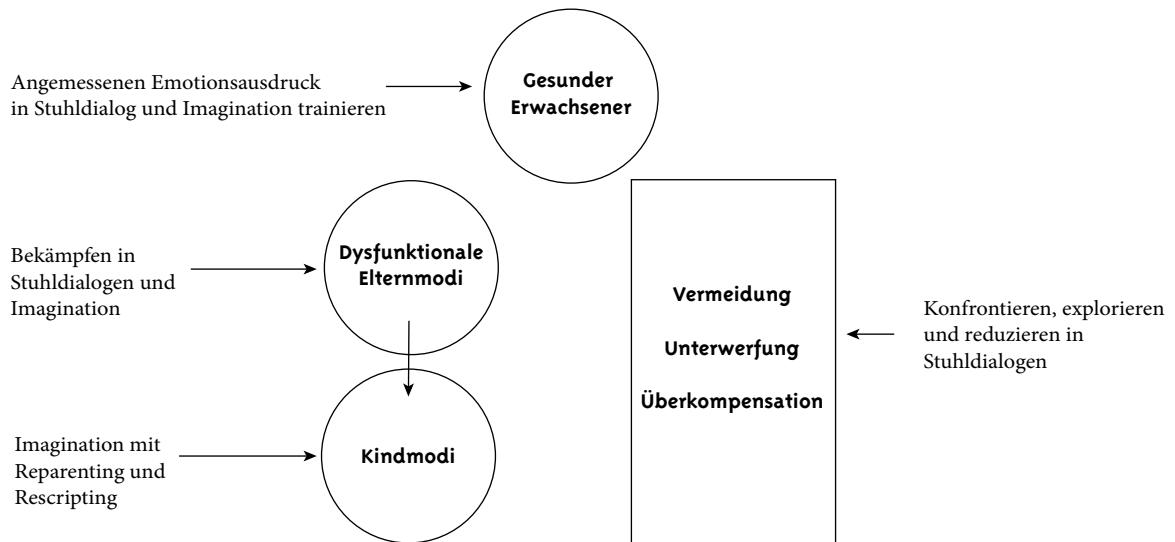 Angemessenen Emotionsausdruck
in Stuhldialog und Imagination trainieren
Gesunder
Erwachsener
Bekämpfen in
Stuhldialogen und
Imagination
Dysfunktionale
Elternmodi
Vermeidung
Unterwerfung
Überkompensation
Konfrontieren, explorieren
und reduzieren in
Stuhldialogen
Imagination mit
Reparenting und
Rescripting
Kindmodi